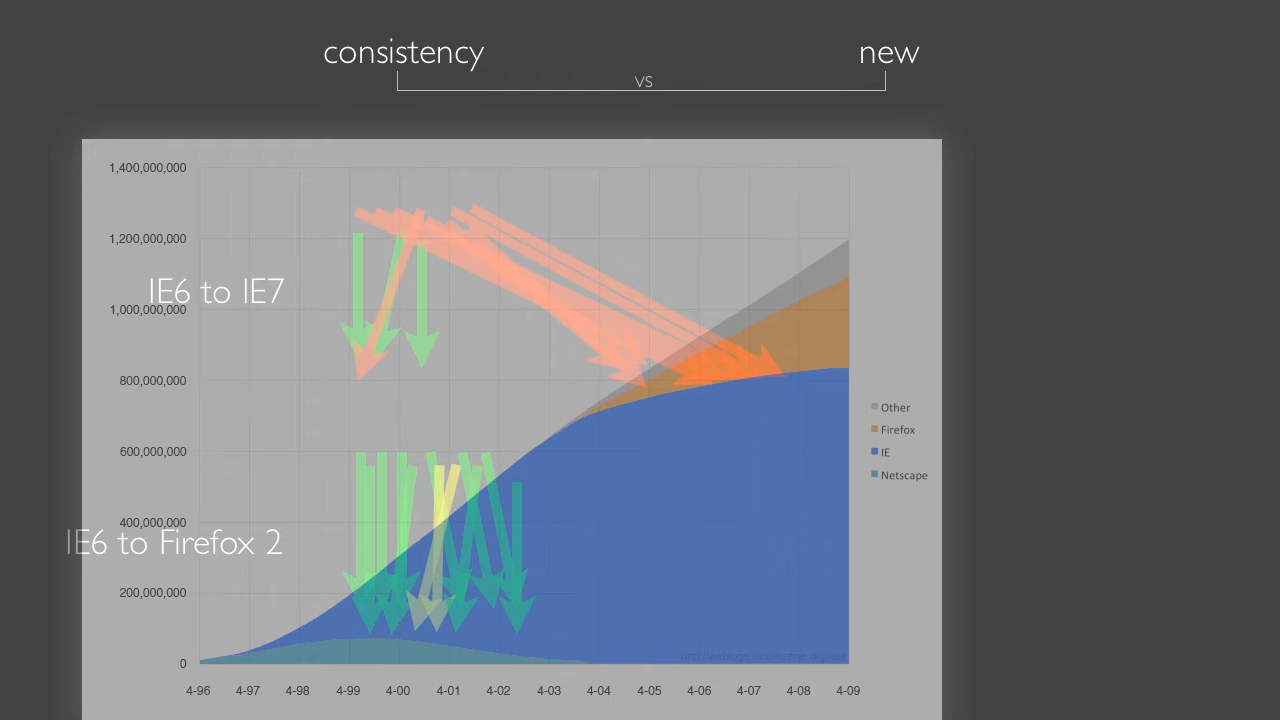 consistency
new
vs
1,400,000,000
1,200,000,000
IE6 to IE7
1,000,000,000
800,000,000
Other
Firefox
600,000,000
IE
Netscape
400,000,000
IE6 to Firefox 2
200,000,000
0
4-96 4-97 4-98 4-99 4-00 4-01 4-02 4-03 4-04 4-05 4-06 4-07 4-08 4-09